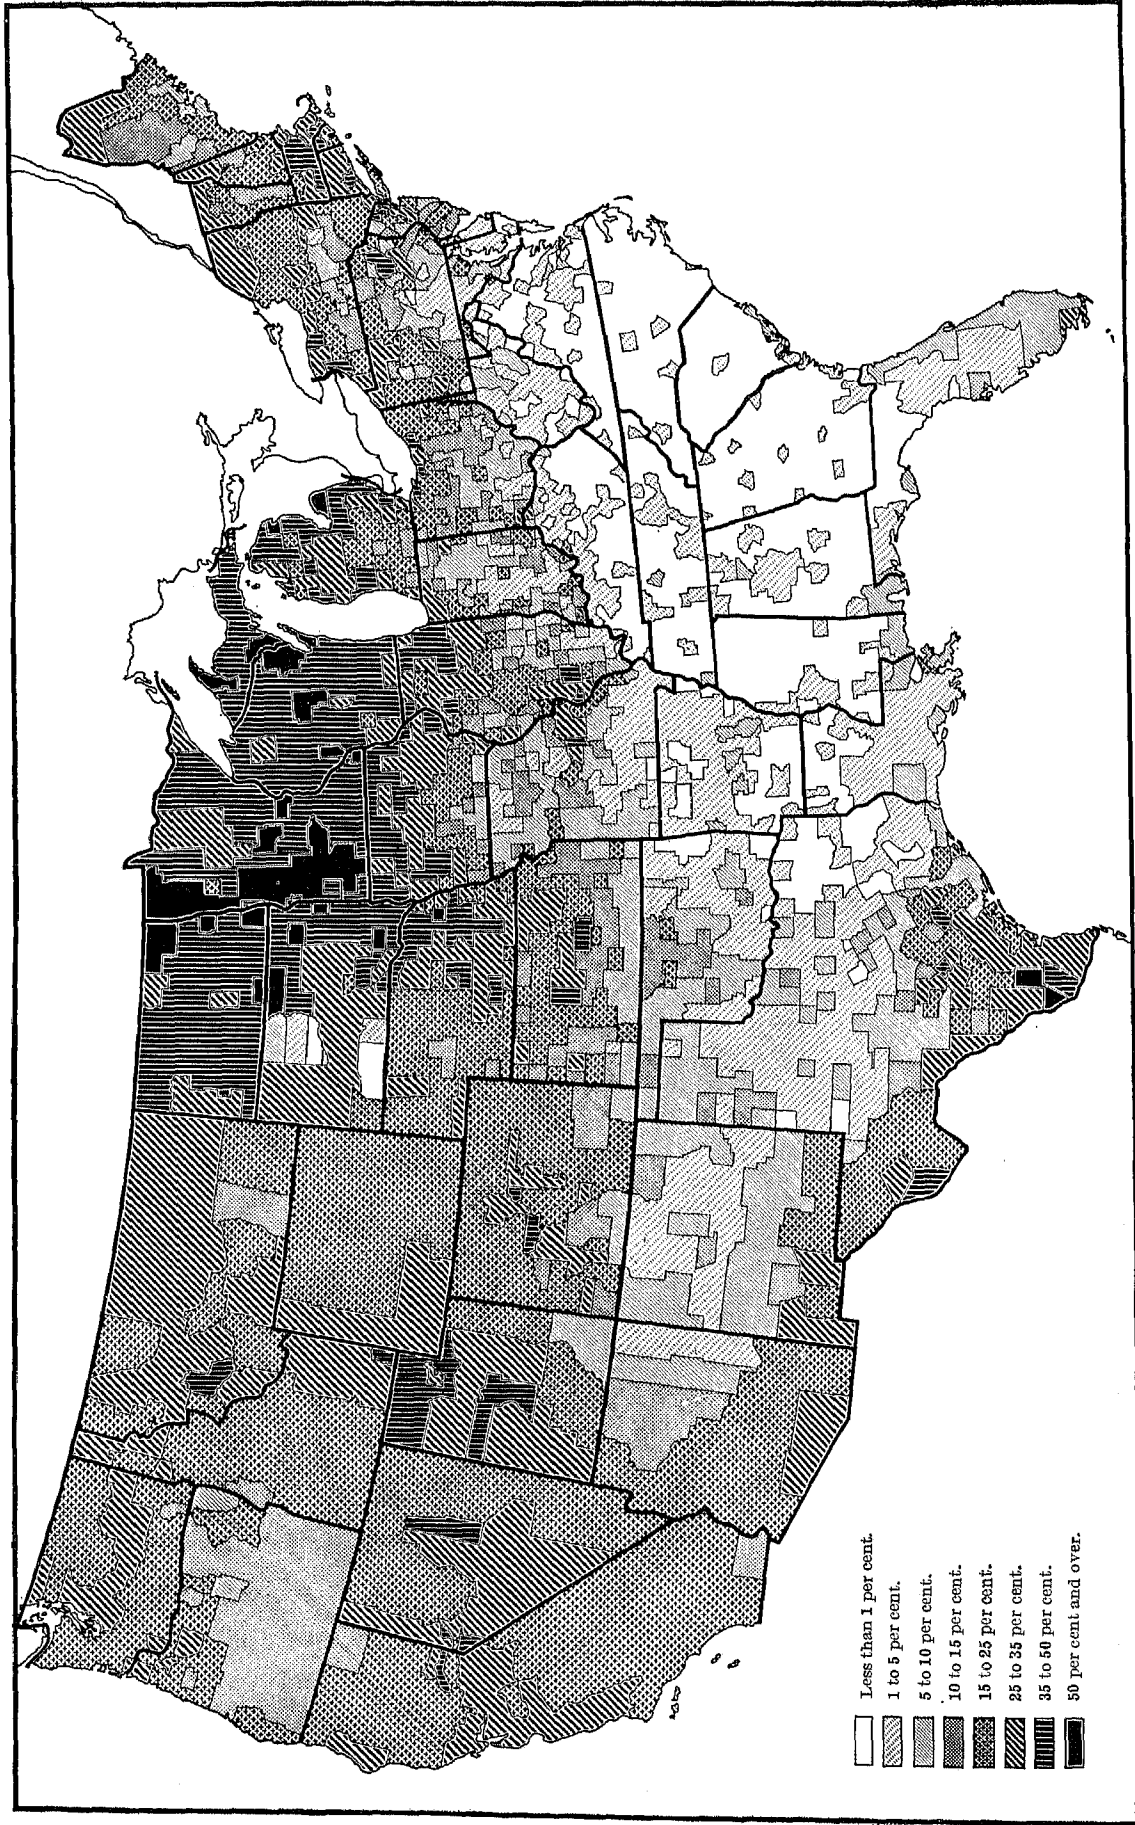 Less than 1 per cent.
1 to 5 per cent.
5 to 10 per cent.
10 to 15 per cent.
15 to 25 per cent.
25 to 35 per cent.
35 to 50 per cent.
50 per cent and over.